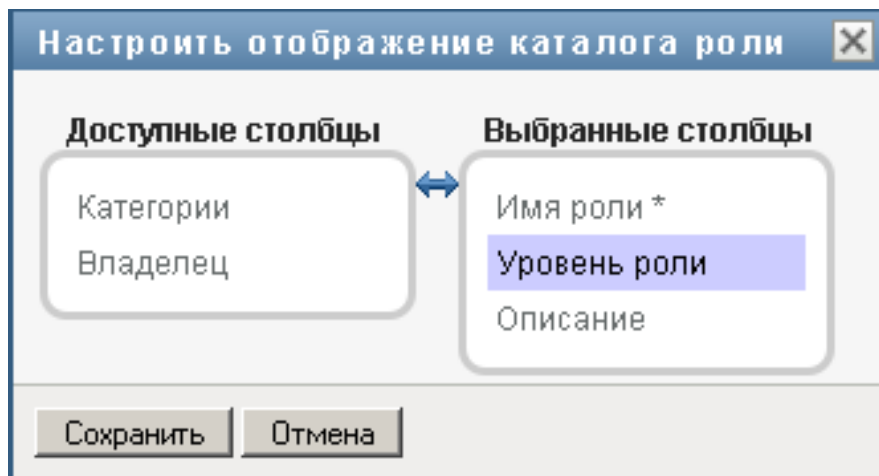 Настроить отображение каталога роли
Доступные столбцы
Категории
Владелец
Выбранные столбцы
Имя роли *
Уровень роли
Описание
Сохранить Отмена